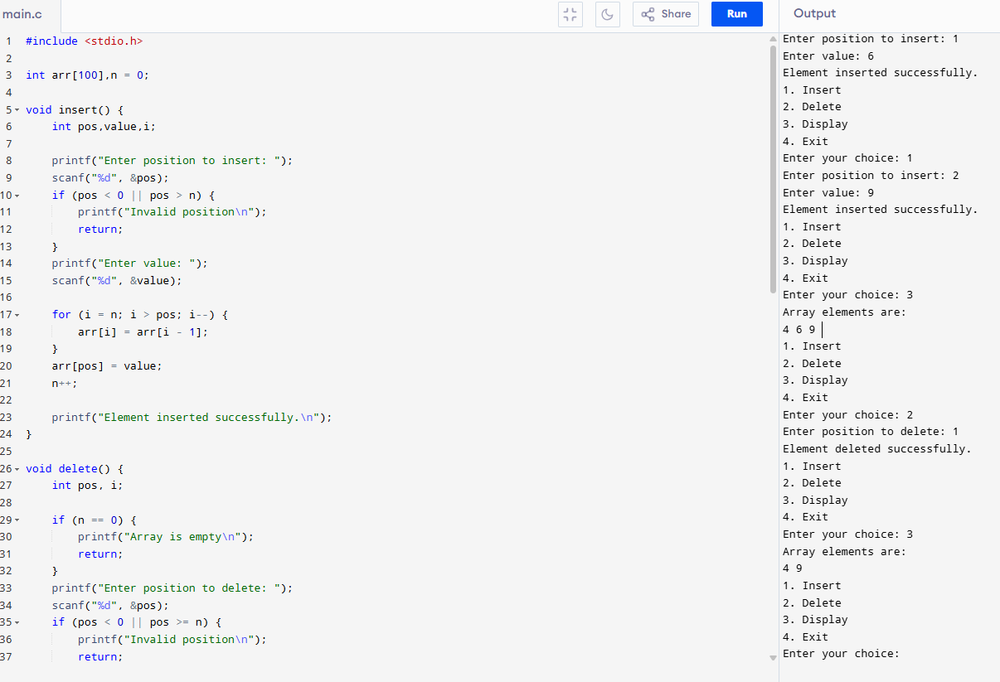 main.c
Share
Run
Output
1 #include <stdio.h>
2
3 int arr[100],n = 0;
4
5 void insert() {
6     int pos,value,i;
7
8     printf("Enter position to insert: ");
9     scanf("%d", &pos);
10     if (pos < 0 || pos > n) {
11         printf("Invalid position\n");
12         return;
13     }
14     printf("Enter value: ");
15     scanf("%d", &value);
16
17     for (i = n; i > pos; i--) {
18         arr[i] = arr[i - 1];
19     }
20     arr[pos] = value;
21     n++;
22
23     printf("Element inserted successfully.\n");
24 }
25
26 void delete() {
27     int pos, i;
28
29     if (n == 0) {
30         printf("Array is empty\n");
31         return;
32     }
33     printf("Enter position to delete: ");
34     scanf("%d", &pos);
35     if (pos < 0 || pos >= n) {
36         printf("Invalid position\n");
37         return;
Enter position to insert: 1
Enter value: 6
Element inserted successfully.
1. Insert
2. Delete
3. Display
4. Exit
Enter your choice: 1
Enter position to insert: 2
Enter value: 9
Element inserted successfully.
1. Insert
2. Delete
3. Display
4. Exit
Enter your choice: 3
Array elements are:
4 6 9
1. Insert
2. Delete
3. Display
4. Exit
Enter your choice: 2
Enter position to delete: 1
Element deleted successfully.
1. Insert
2. Delete
3. Display
4. Exit
Enter your choice: 3
Array elements are:
4 9
1. Insert
2. Delete
3. Display
4. Exit
Enter your choice: